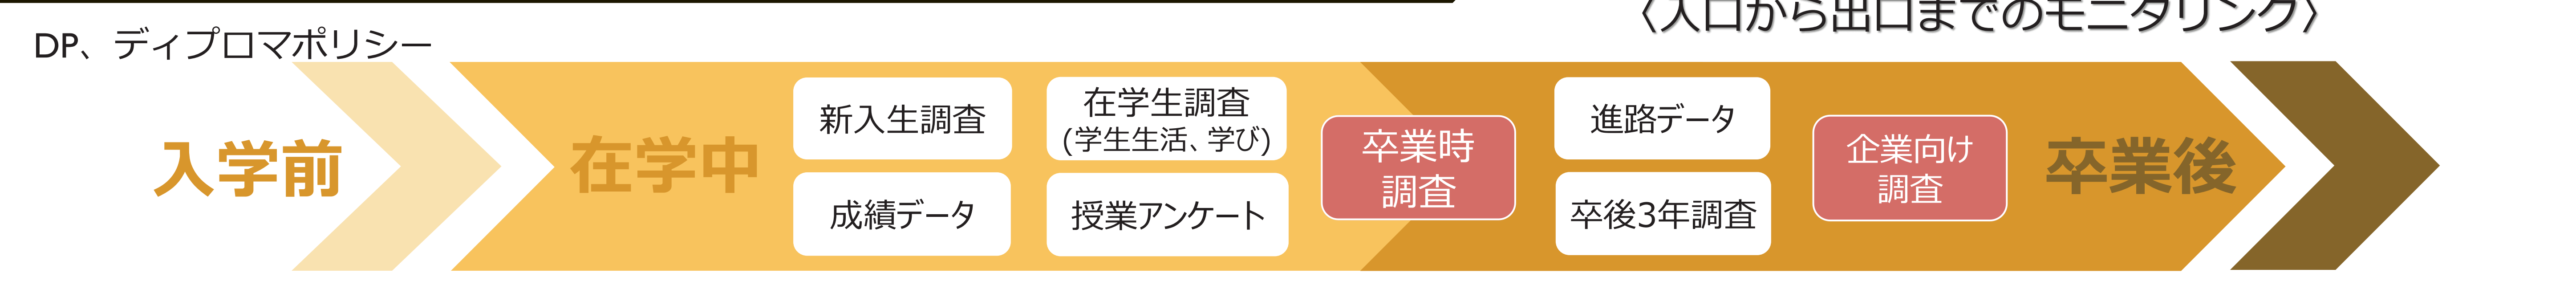 〈入口から出口までのモニタリング〉
DP、ディプロマポリシー
入学前
在学中
新入生調査
成績データ
在学生調査
(学生生活、学び)
授業アンケート
卒業時
調査
進路データ
卒後3年調査
企業向け
調査
卒業後